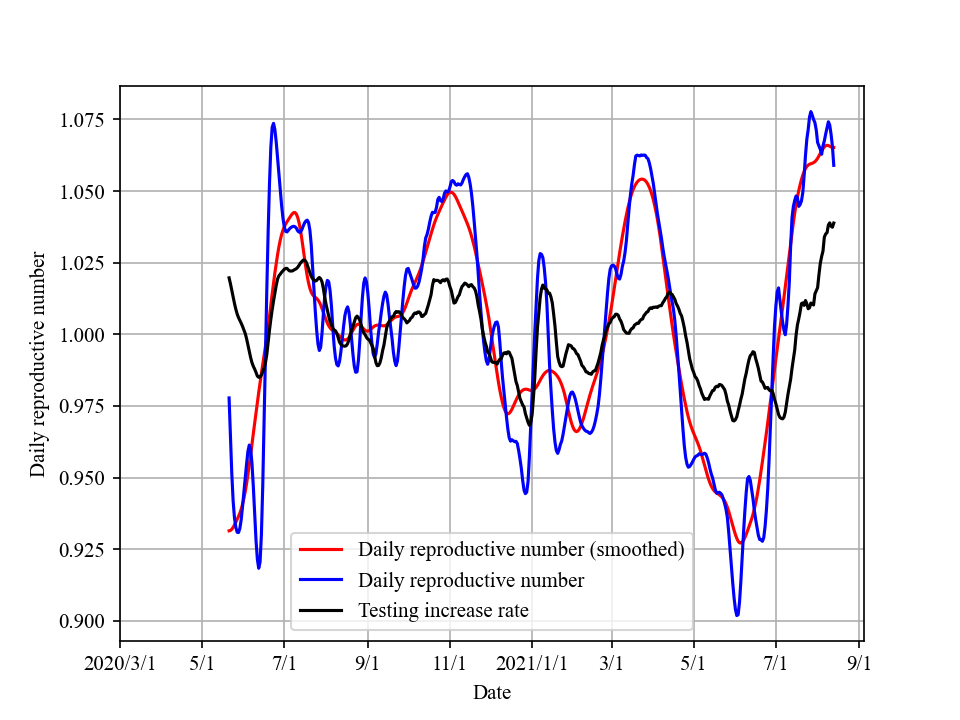 1.075
1.050
1.025
1.000
0.975
0.950
0.925
0.900
Daily reproductive number
Daily reproductive number (smoothed)
Daily reproductive number
Testing increase rate
2020/3/1 5/1 7/1 9/1 11/1 2021/1/1 3/1 5/1 7/1 9/1
Date